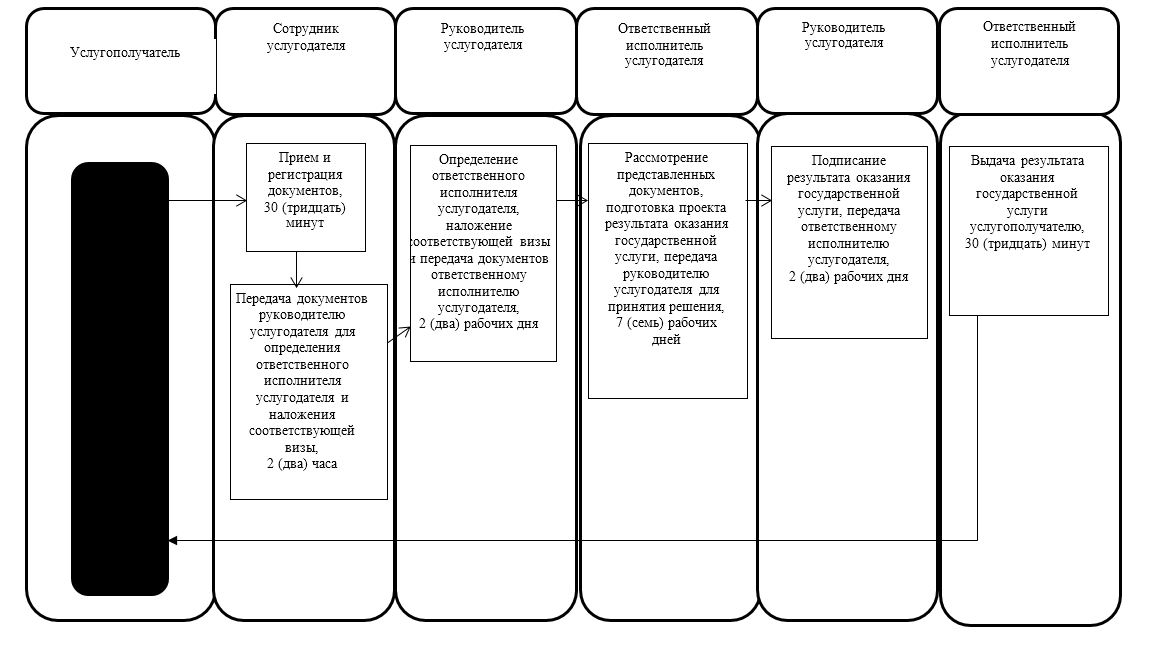 Услугополучатель
Сотрудник
услугодателя
Руководитель
услугодателя
Ответственный
исполнитель
услугодателя
Руководитель
услугодателя
Ответственный
исполнитель
услугодателя
Прием и
регистрация
документов,
30 (тридцать)
минут
Передача документов
руководителю
услугодателя для
определения
ответственного
исполнителя
услугодателя и
наложения
соответствующей
визы,
2 (два) часа
Определение
ответственного
исполнителя
услугодателя,
наложение
соответствующей визы
и передача документов
ответственному
исполнителю
услугодателя,
2 (два) рабочих дня
Рассмотрение
представленных
документов,
подготовка проекта
результата оказания
государственной
услуги, передача
руководителю
услугодателя для
принятия решения,
7 (семь) рабочих
дней
Подписание
результата оказания
государственной
услуги, передача
ответственному
исполнителю
услугодателя,
2 (два) рабочих дня
Выдача результата
оказания
государственной
услуги
услугополучателю,
30 (тридцать) минут